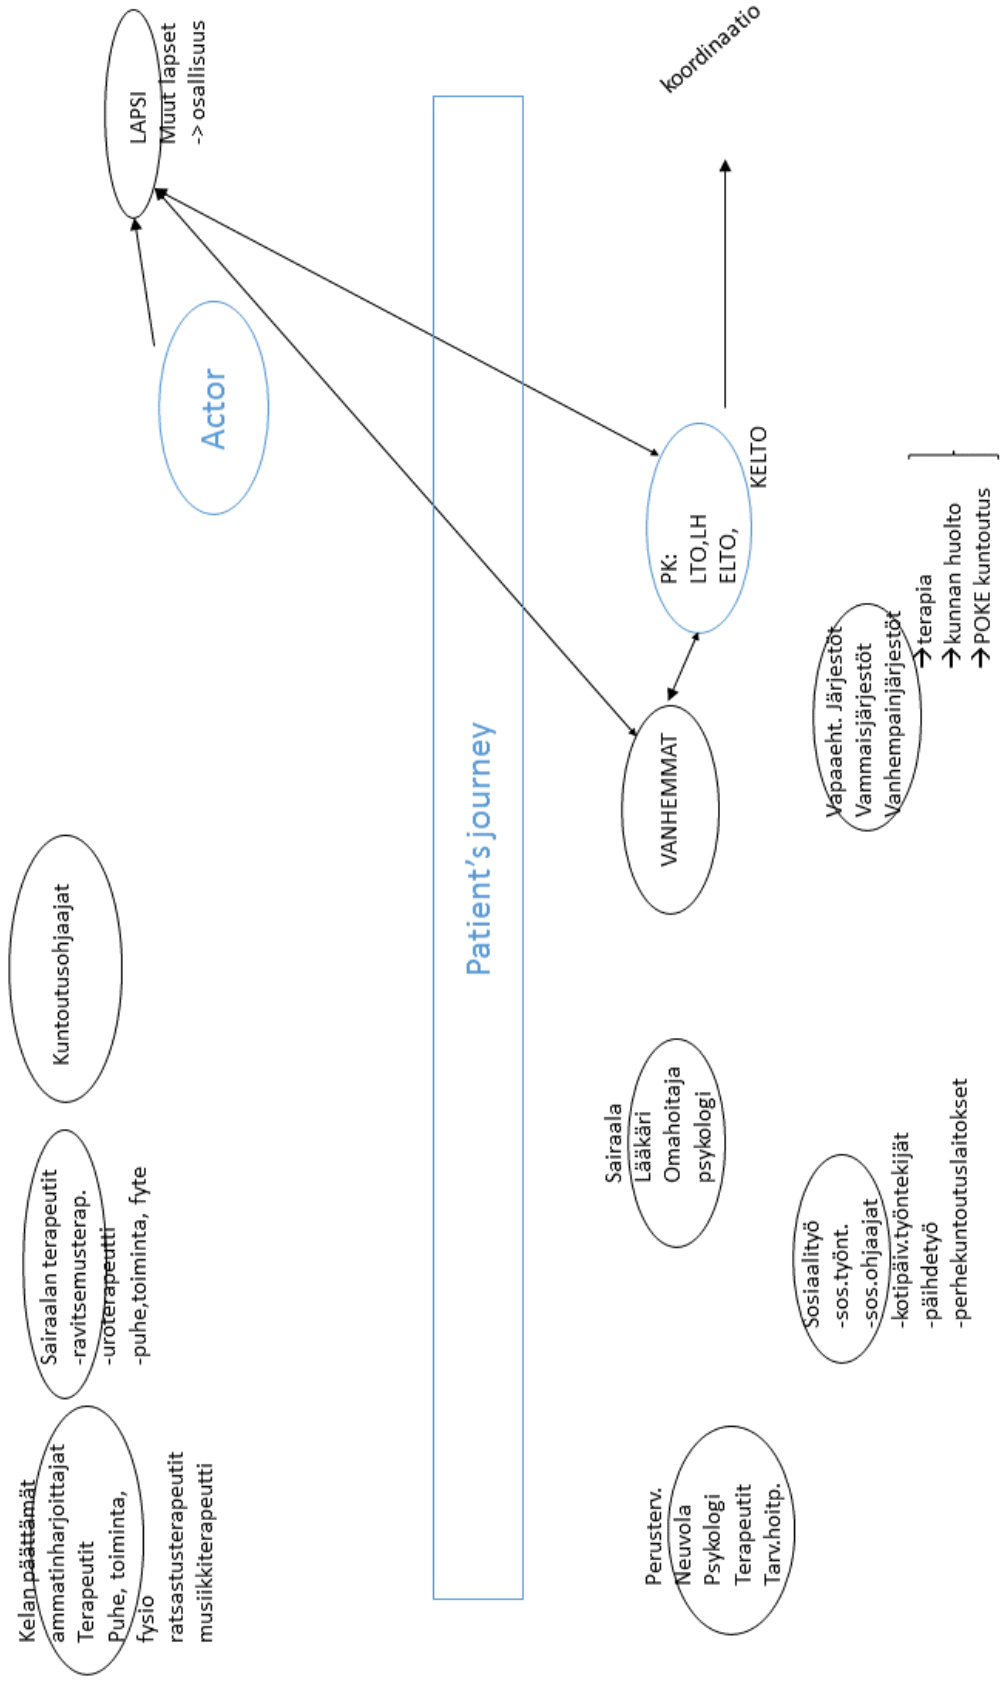 Kelan päättämät
ammatinharjoittajat
Terapeutit
Puhe, toiminta,
fysio
ratsastusterapeutit
musiikkiterapeutti
Sairaalan terapeutit
-ravitsemusterap.
-uroterapeutti
-puhe,toiminta, fyte
Kuntoutusohjaajat
Actor
LAPSI
Muut lapset
-> osallisuus
Patient's journey
Perusterv.
Neuvola
Psykologi
Terapeutit
Tarv.hoitp.
Sairaala
Lääkäri
Omahoitaja
psykologi
VANHEMMAT
PK:
LTO,LH
ELTO,
KELTO
koordinaatio
Sosiaalityö
-sos.työnt.
-sos.ohjaajat
-kotipäiv.työntekijät
-päihdetyö
-perhekuntoutuslaitokset
Vapaaeht. Järjestöt
Vammaisjärjestöt
Vanhempainjärjestöt
→terapia
→kunnan huolto
→POKE kuntoutus